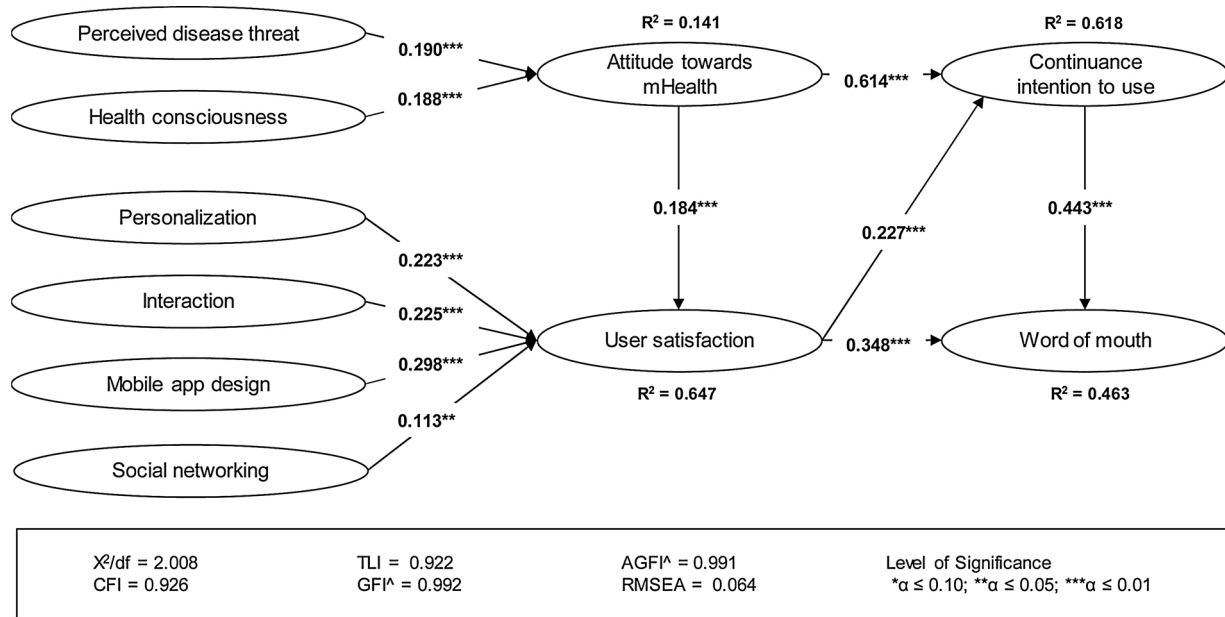 R² = 0.141
R² = 0.618
Perceived disease threat
0.190***
Attitude towards
mHealth
0.614***
Continuance
intention to use
Health consciousness
0.188***
Personalization
0.184***
0.443***
0.223***
0.227***
Interaction
0.225***
User satisfaction
0.348***
Word of mouth
Mobile app design
0.298***
R² = 0.647
R² = 0.463
0.113**
Social networking
X²/df = 2.008
TLI = 0.922
AGFI^ = 0.991
Level of Significance
CFI = 0.926
GFI^ = 0.992
RMSEA = 0.064
*α ≤ 0.10; **α ≤ 0.05; ***α ≤ 0.01